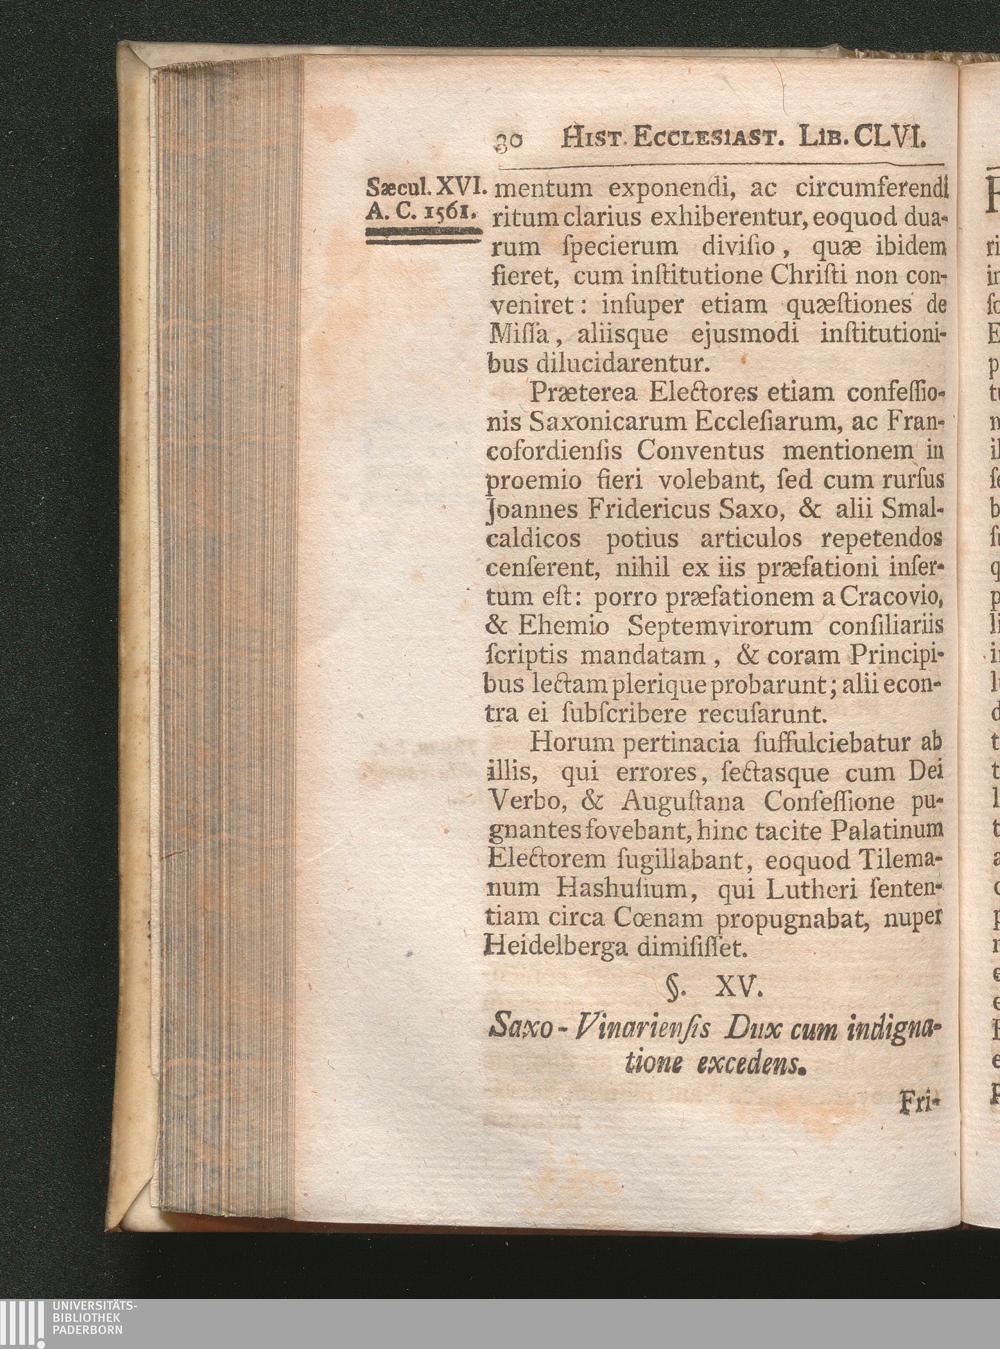 30 HIST. ECCLESIAST. LIB. CLVI.
Sæcul. XVI.
A. C. 1561.
mentum exponendi, ac circumferendi
ritum clarius exhiberentur, eoquod dua-
rum ſpecierum diviſio, quæ ibidem
fieret, cum inſtitutione Chriſti non con-
veniret: inſuper etiam quæſtiones de
Miſſa, aliisque ejusmodi inſtitutioni-
bus dilucidarentur.
Præterea Electores etiam confeſſio-
nis Saxonicarum Eccleſiarum, ac Fran-
cofordienſis Conventus mentionem in
proemio fieri volebant, ſed cum rurſus
Joannes Fridericus Saxo, & alii Smal-
caldicos potius articulos repetendos
cenſerent, nihil ex iis præfationi inſer-
tum eſt: porro præfationem a Cracovio,
& Ehemio Septemvirorum conſiliariis
ſcriptis mandatam, & coram Principi-
bus lectam plerique probarunt; alii econ-
tra ei ſubſcribere recuſarunt.
Horum pertinacia ſuffulciebatur ab
illis, qui errores, ſectasque cum Dei
Verbo, & Auguſtana Confeſſione pu-
gnantes fovebant, hinc tacite Palatinum
Electorem ſugillabant, eoquod Tilema-
num Hashuſium, qui Lutheri ſenten-
tiam circa Cœnam propugnabat, nuper
Heidelberga dimiſiſſet.
§. XV.
Saxo-Vinarienſis Dux cum indigna-
tione excedens.
Fri-
UNIVERSITÄTS-
BIBLIOTHEK
PADERBORN